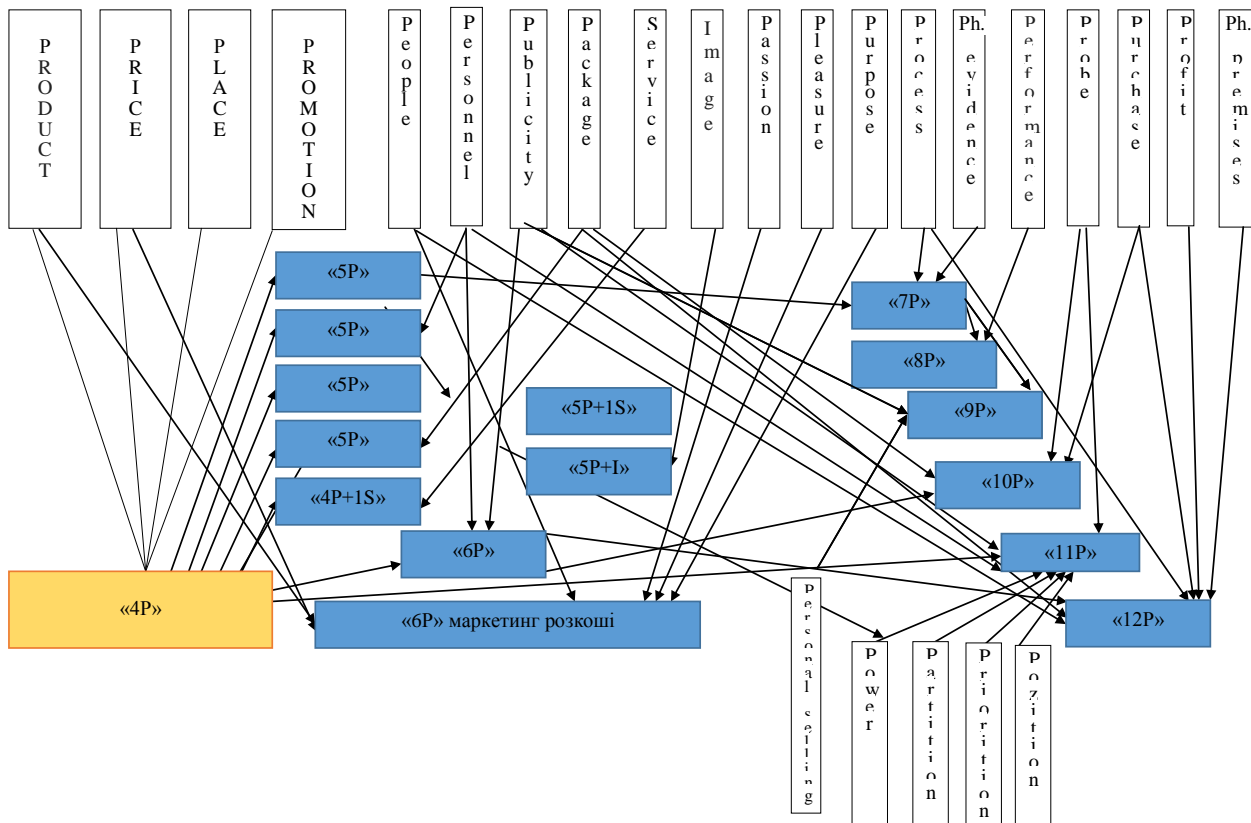 PRODUCT
PRICE
PLACE
PROMOTION
People
Personnel
Publicity
Package
Service
Image
Passion
Pleasure
Purpose
Process
Ph. evidence
Performance
Probe
Purchase
Profit
Ph. premises
«5P»
«5P»
«5P»
«5P»
«4P+1S»
«6P»
«4P»
«6P» маркетинг розкоші
«5P+1S»
«5P+I»
«7P»
«8P»
«9P»
«10P»
«11P»
«12P»
Personal selling
Power
Partition
Priorition
Pozition